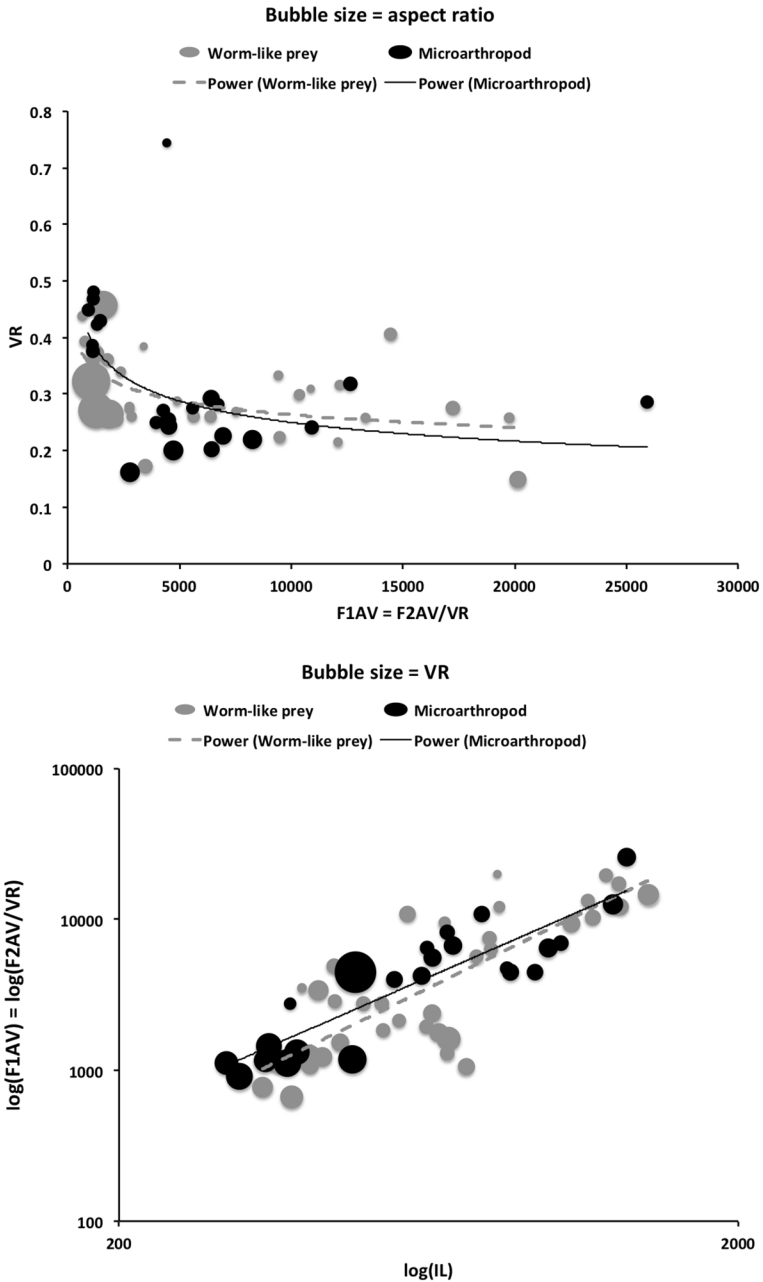 Bubble size = aspect ratio
Worm-like prey Microarthropod
Power (Worm-like prey) Power (Microarthropod)
0.8
0.7
0.6
0.5
0.4
0.3
0.2
0.1
0
VR
0 5000 10000 15000 20000 25000 30000
F1AV = F2AV/VR
Bubble size = VR
Worm-like prey Microarthropod
Power (Worm-like prey) Power (Microarthropod)
100000
10000
1000
100
log(F1AV) = log(F2AV/VR)
200 2000
log(IL)